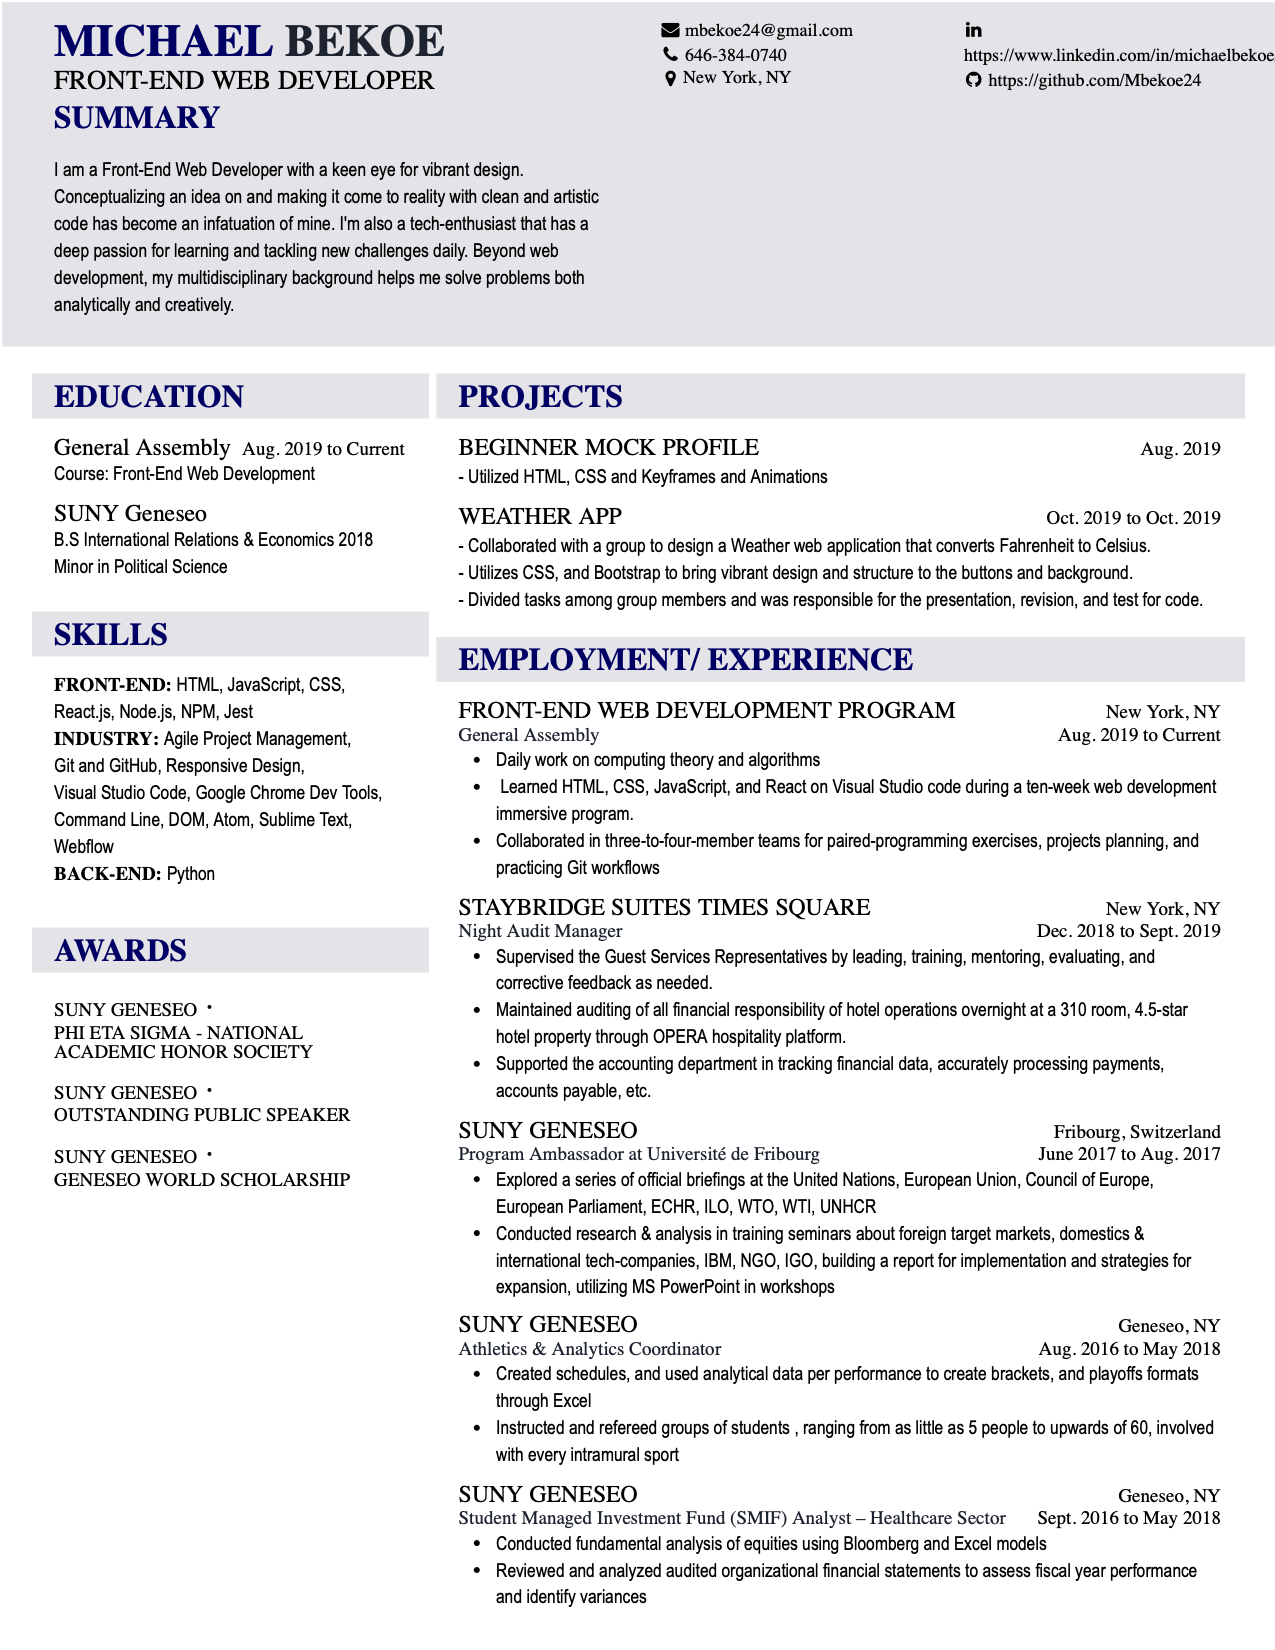 MICHAEL BEKOE
FRONT-END WEB DEVELOPER
mbekoe24@gmail.com
646-384-0740
New York, NY
in
https://www.linkedin.com/in/michaelbekoe
https://github.com/Mbekoe24
SUMMARY
I am a Front-End Web Developer with a keen eye for vibrant design.
Conceptualizing an idea on and making it come to reality with clean and artistic
code has become an infatuation of mine. I'm also a tech-enthusiast that has a
deep passion for learning and tackling new challenges daily. Beyond web
development, my multidisciplinary background helps me solve problems both
analytically and creatively.
EDUCATION
General Assembly Aug. 2019 to Current
Course: Front-End Web Development
SUNY Geneseo
B.S International Relations & Economics 2018
Minor in Political Science
SKILLS
FRONT-END: HTML, JavaScript, CSS,
React.js, Node.js, NPM, Jest
INDUSTRY: Agile Project Management,
Git and GitHub, Responsive Design,
Visual Studio Code, Google Chrome Dev Tools,
Command Line, DOM, Atom, Sublime Text,
Webflow
BACK-END: Python
AWARDS
SUNY GENESEO •
PHI ETA SIGMA - NATIONAL
ACADEMIC HONOR SOCIETY
SUNY GENESEO •
OUTSTANDING PUBLIC SPEAKER
SUNY GENESEO •
GENESEO WORLD SCHOLARSHIP
PROJECTS
BEGINNER MOCK PROFILE Aug. 2019
- Utilized HTML, CSS and Keyframes and Animations
WEATHER APP Oct. 2019 to Oct. 2019
- Collaborated with a group to design a Weather web application that converts Fahrenheit to Celsius.
- Utilizes CSS, and Bootstrap to bring vibrant design and structure to the buttons and background.
- Divided tasks among group members and was responsible for the presentation, revision, and test for code.
EMPLOYMENT/ EXPERIENCE
FRONT-END WEB DEVELOPMENT PROGRAM New York, NY
General Assembly Aug. 2019 to Current
• Daily work on computing theory and algorithms
• Learned HTML, CSS, JavaScript, and React on Visual Studio code during a ten-week web development
immersive program.
• Collaborated in three-to-four-member teams for paired-programming exercises, projects planning, and
practicing Git workflows
STAYBRIDGE SUITES TIMES SQUARE New York, NY
Night Audit Manager Dec. 2018 to Sept. 2019
• Supervised the Guest Services Representatives by leading, training, mentoring, evaluating, and
corrective feedback as needed.
• Maintained auditing of all financial responsibility of hotel operations overnight at a 310 room, 4.5-star
hotel property through OPERA hospitality platform.
• Supported the accounting department in tracking financial data, accurately processing payments,
accounts payable, etc.
SUNY GENESEO Fribourg, Switzerland
Program Ambassador at Université de Fribourg June 2017 to Aug. 2017
• Explored a series of official briefings at the United Nations, European Union, Council of Europe,
European Parliament, ECHR, ILO, WTO, WTI, UNHCR
• Conducted research & analysis in training seminars about foreign target markets, domestics &
international tech-companies, IBM, NGO, IGO, building a report for implementation and strategies for
expansion, utilizing MS PowerPoint in workshops
SUNY GENESEO Geneseo, NY
Athletics & Analytics Coordinator Aug. 2016 to May 2018
• Created schedules, and used analytical data per performance to create brackets, and playoffs formats
through Excel
• Instructed and refereed groups of students , ranging from as little as 5 people to upwards of 60, involved
with every intramural sport
SUNY GENESEO Geneseo, NY
Student Managed Investment Fund (SMIF) Analyst – Healthcare Sector Sept. 2016 to May 2018
• Conducted fundamental analysis of equities using Bloomberg and Excel models
• Reviewed and analyzed audited organizational financial statements to assess fiscal year performance
and identify variances